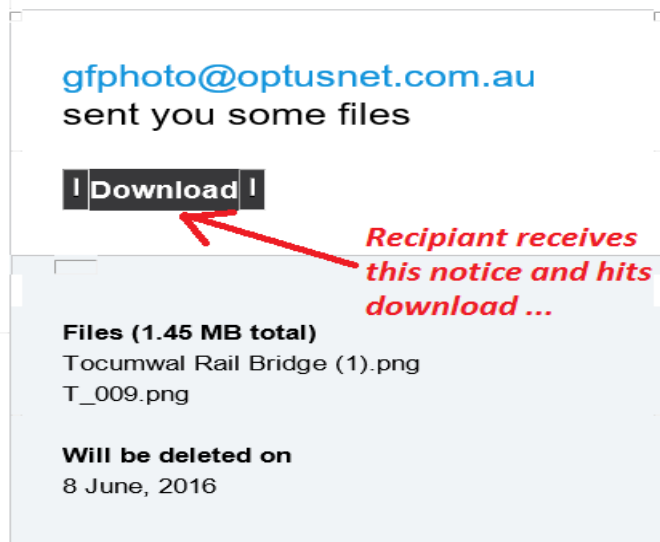 gfphoto@optusnet.com.au
sent you some files
Download
Recipiant receives
this notice and hits
download ...
Files (1.45 MB total)
Tocumwal Rail Bridge (1).png
T_009.png
Will be deleted on
8 June, 2016